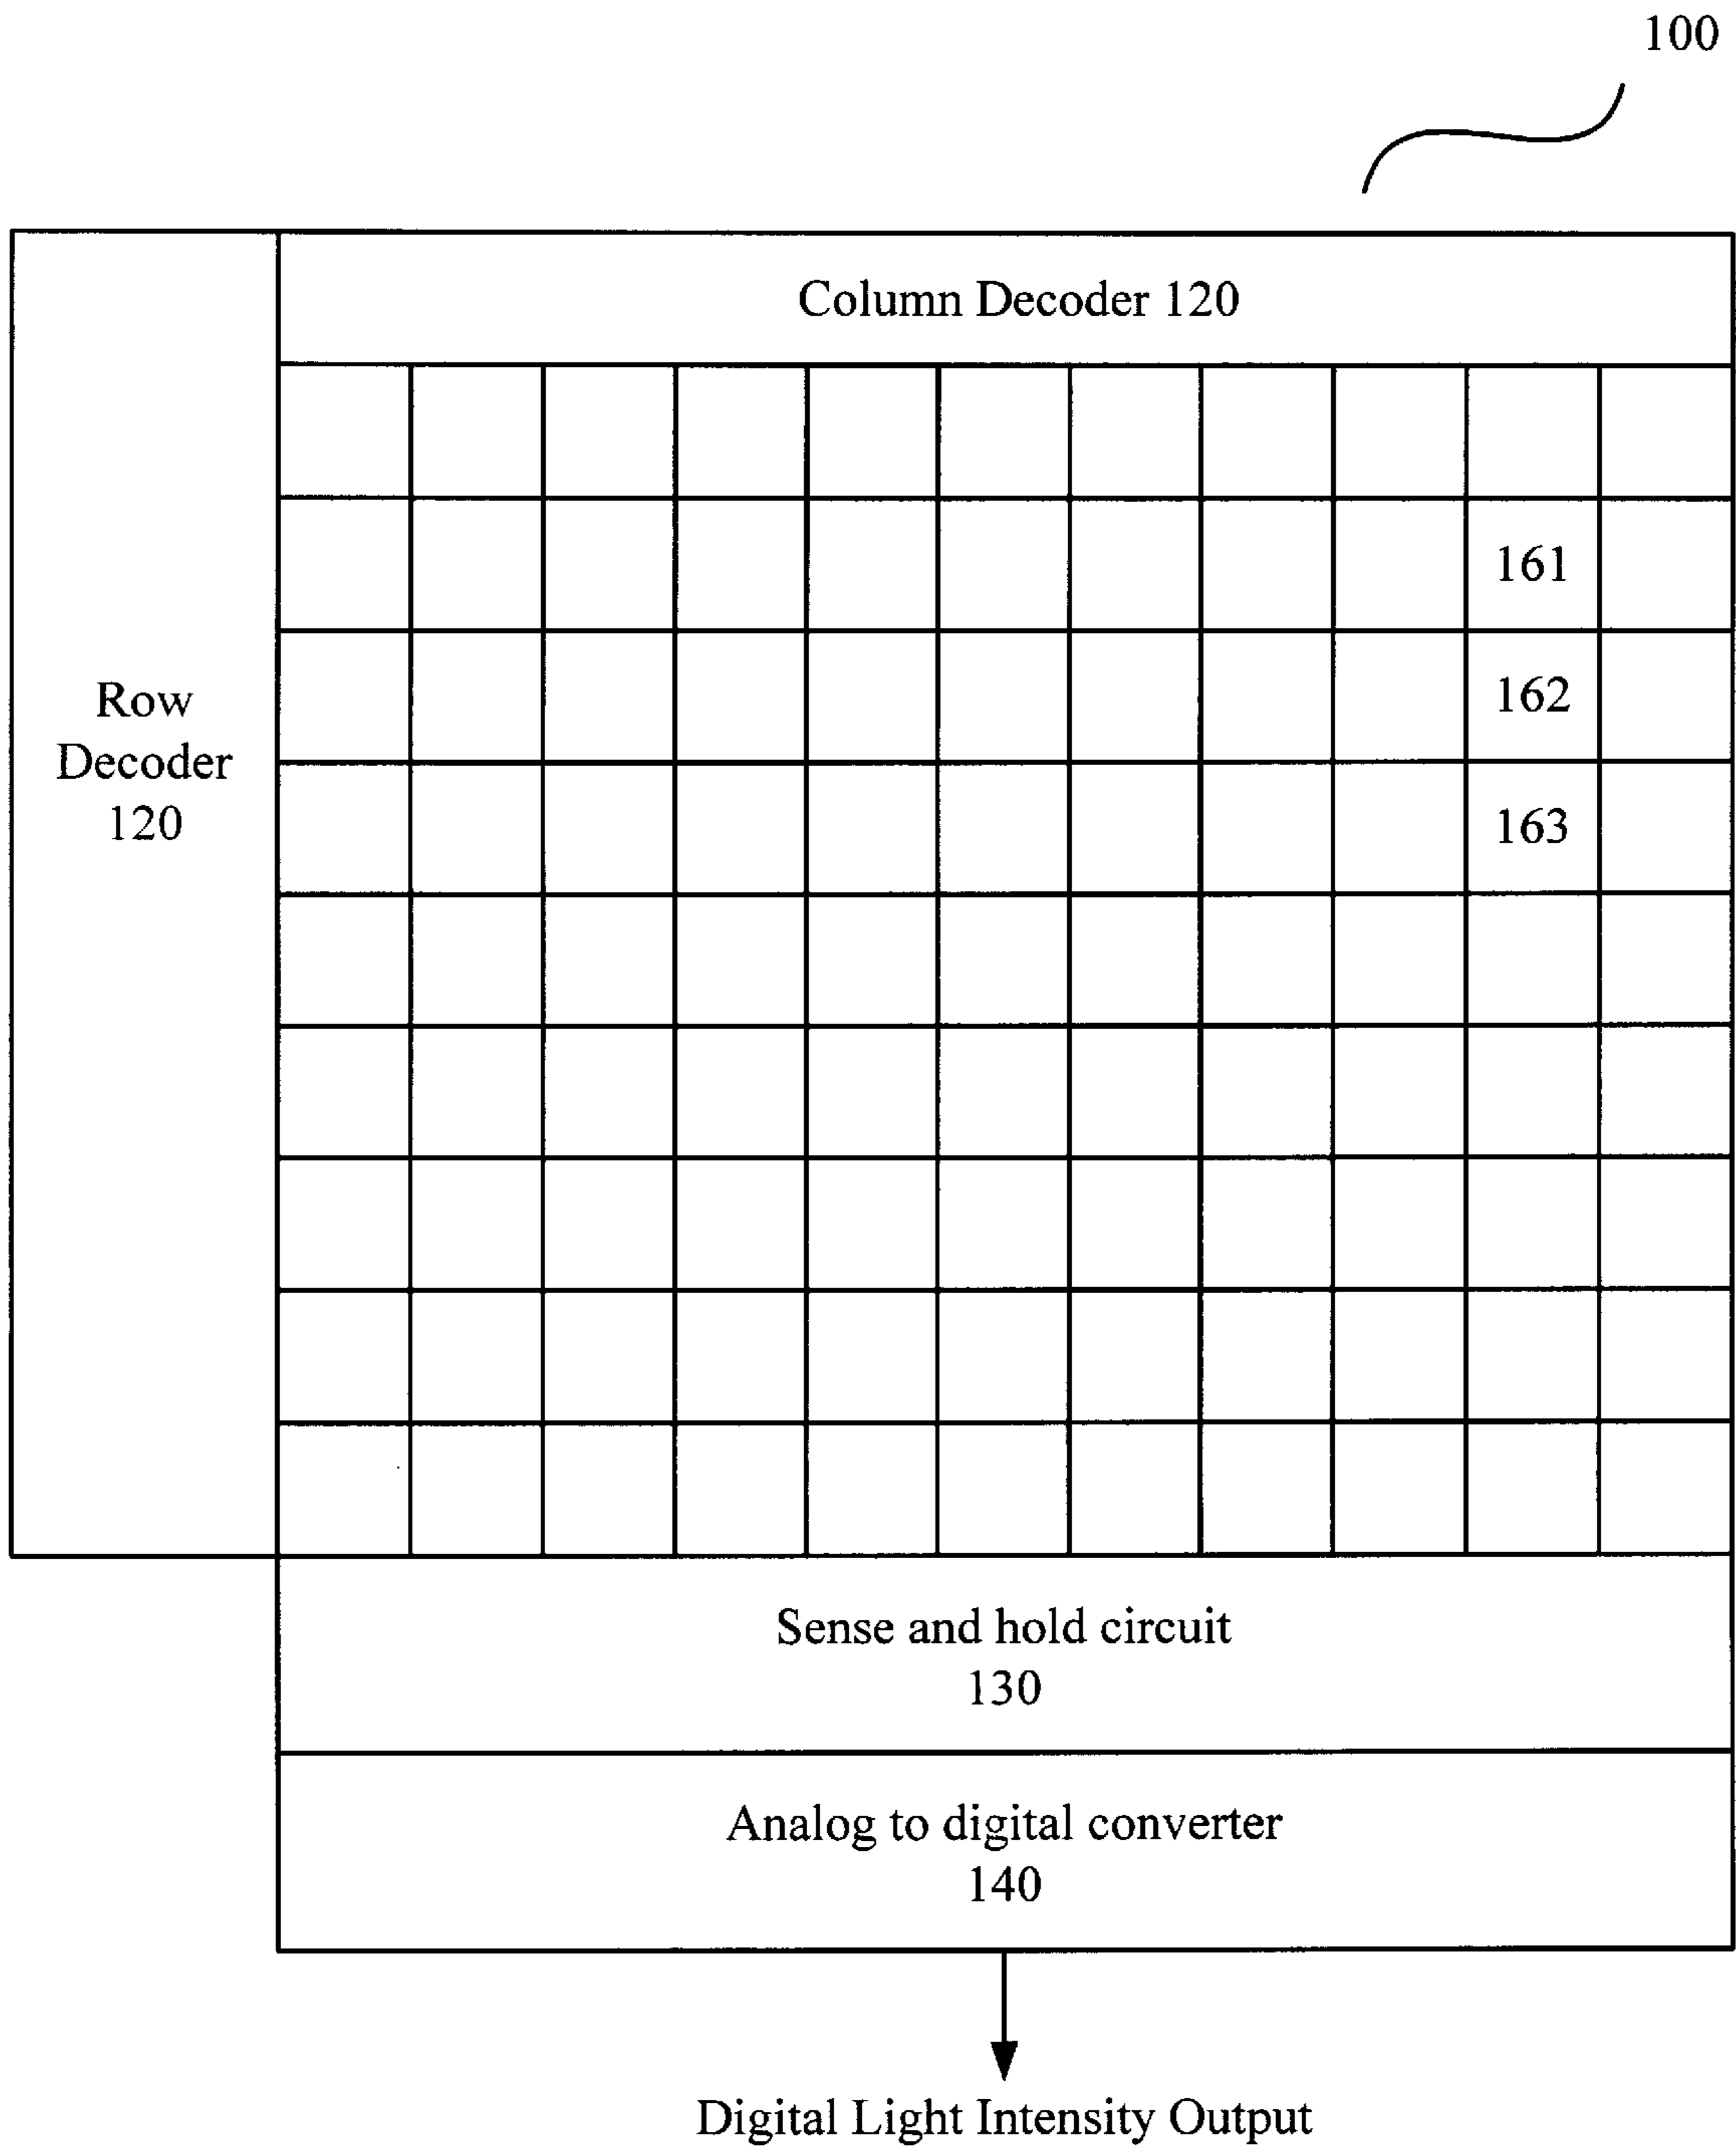 100
Column Decoder 120
161
162
163
Row
Decoder
120
Sense and hold circuit
130
Analog to digital converter
140
Digital Light Intensity Output